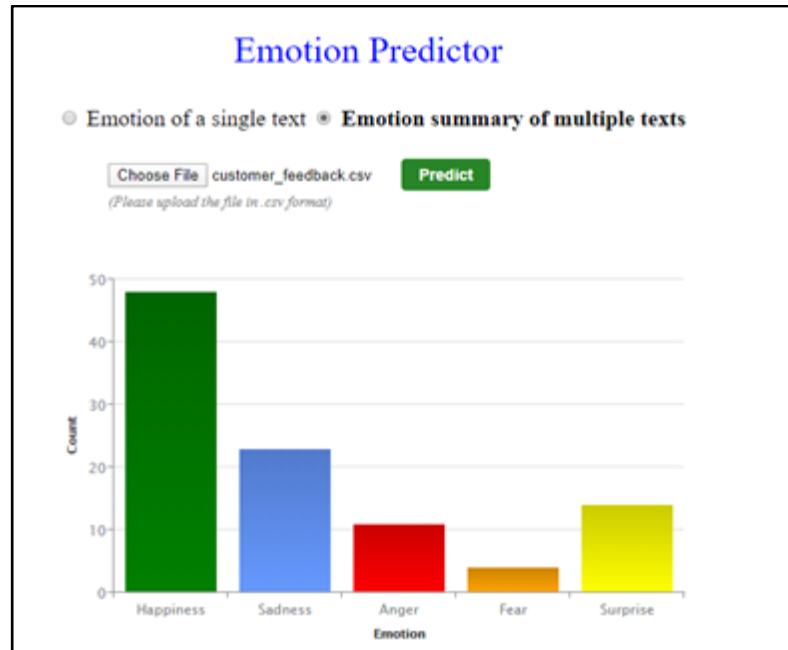 Emotion Predictor
Emotion of a single text Emotion summary of multiple texts
Choose File customer_feedback.csv Predict
(Please upload the file in .csv format)
50
40
30
20
10
0
Count
Happiness Sadness Anger Fear Surprise
Emotion